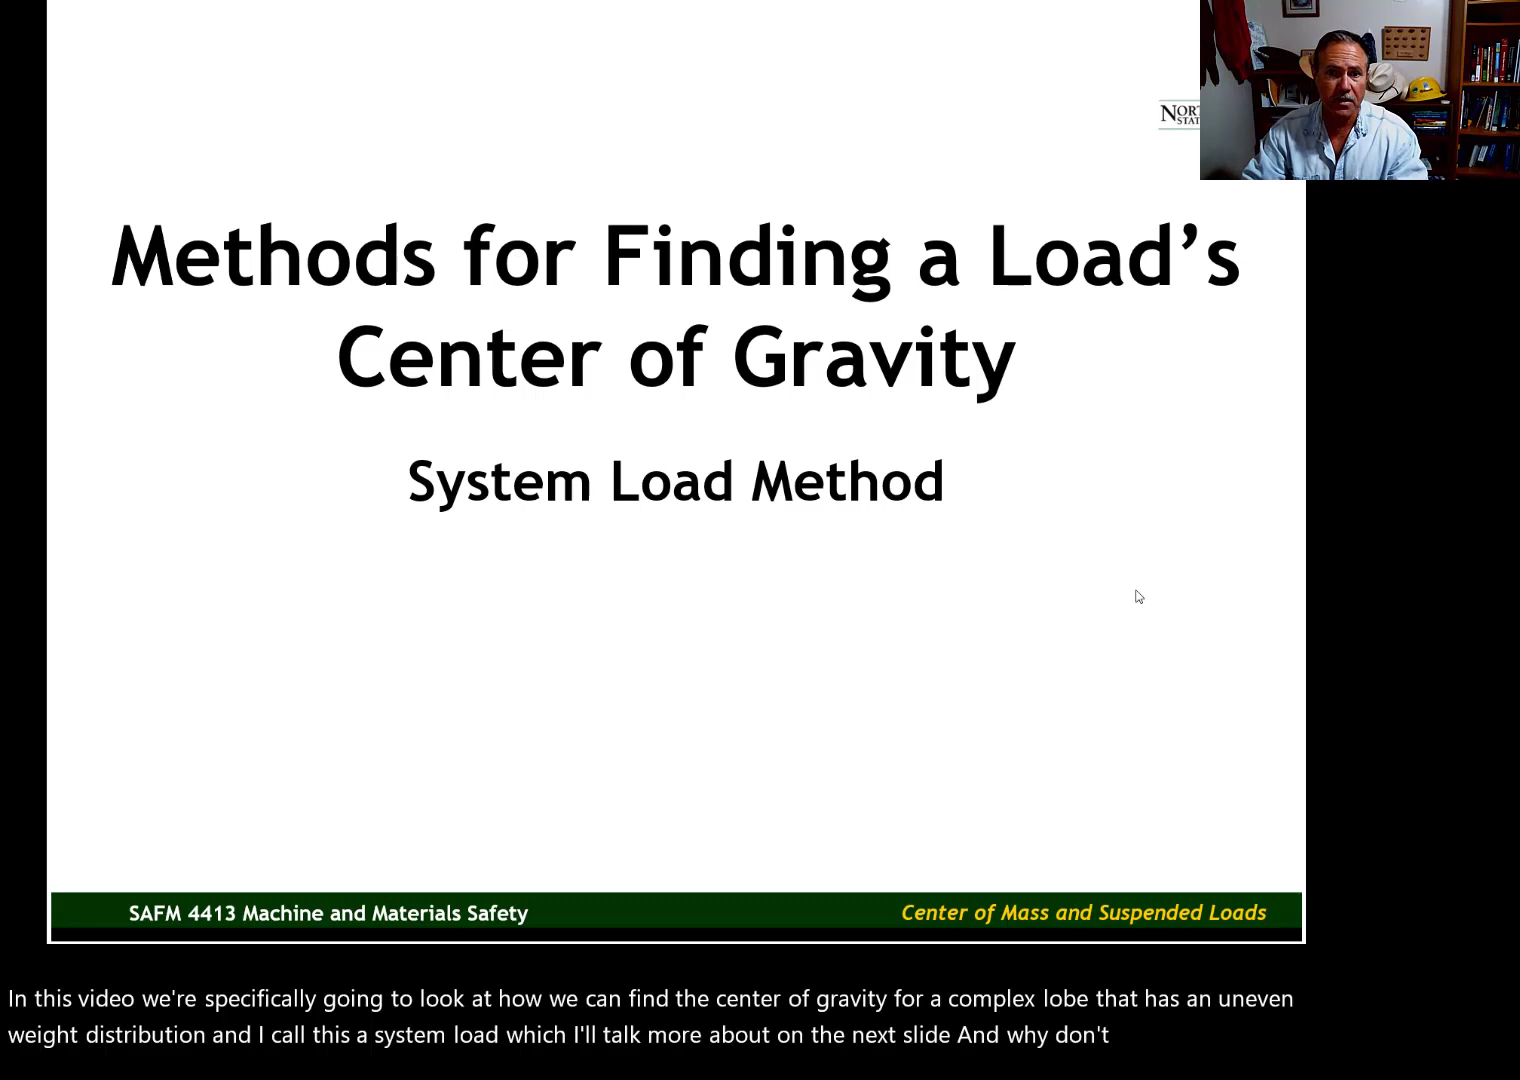 Methods for Finding a Load's
Center of Gravity
System Load Method
SAFM 4413 Machine and Materials Safety
Center of Mass and Suspended Loads
In this video we're specifically going to look at how we can find the center of gravity for a complex lobe that has an uneven
weight distribution and I call this a system load which I'll talk more about on the next slide And why don't